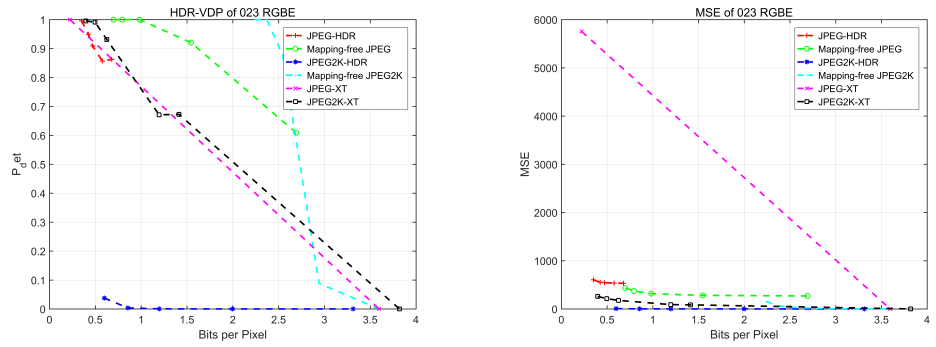 HDR-VDP of 023 RGBE
1
0.9
0.8
0.7
0.6
0.5
0.4
0.3
0.2
0.1
0
P_det
JPEG-HDR
Mapping-free JPEG
JPEG2K-HDR
Mapping-free JPEG2K
JPEG-XT
JPEG2K-XT
0 0.5 1 1.5 2 2.5 3 3.5 4
Bits per Pixel
MSE of 023 RGBE
6000
5000
4000
3000
2000
1000
0
MSE
JPEG-HDR
Mapping-free JPEG
JPEG2K-HDR
Mapping-free JPEG2K
JPEG-XT
JPEG2K-XT
0 0.5 1 1.5 2 2.5 3 3.5 4
Bits per Pixel